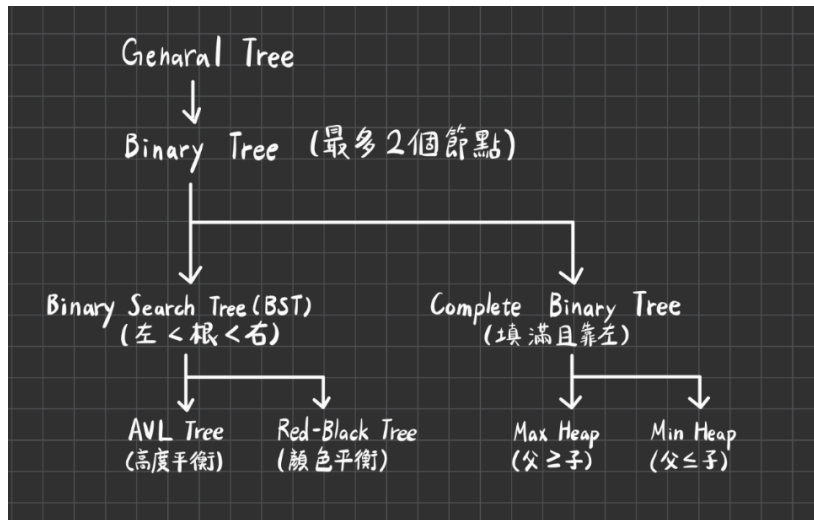 Genaral Tree
Binary Tree (最多2個節點)
Binary Search Tree (BST)
(左<根<右)
Complete Binary Tree
(填滿且靠左)
AVL Tree
(高度平衡)
Red-Black Tree
(顏色平衡)
Max Heap
(父≥子)
Min Heap
(父≤子)